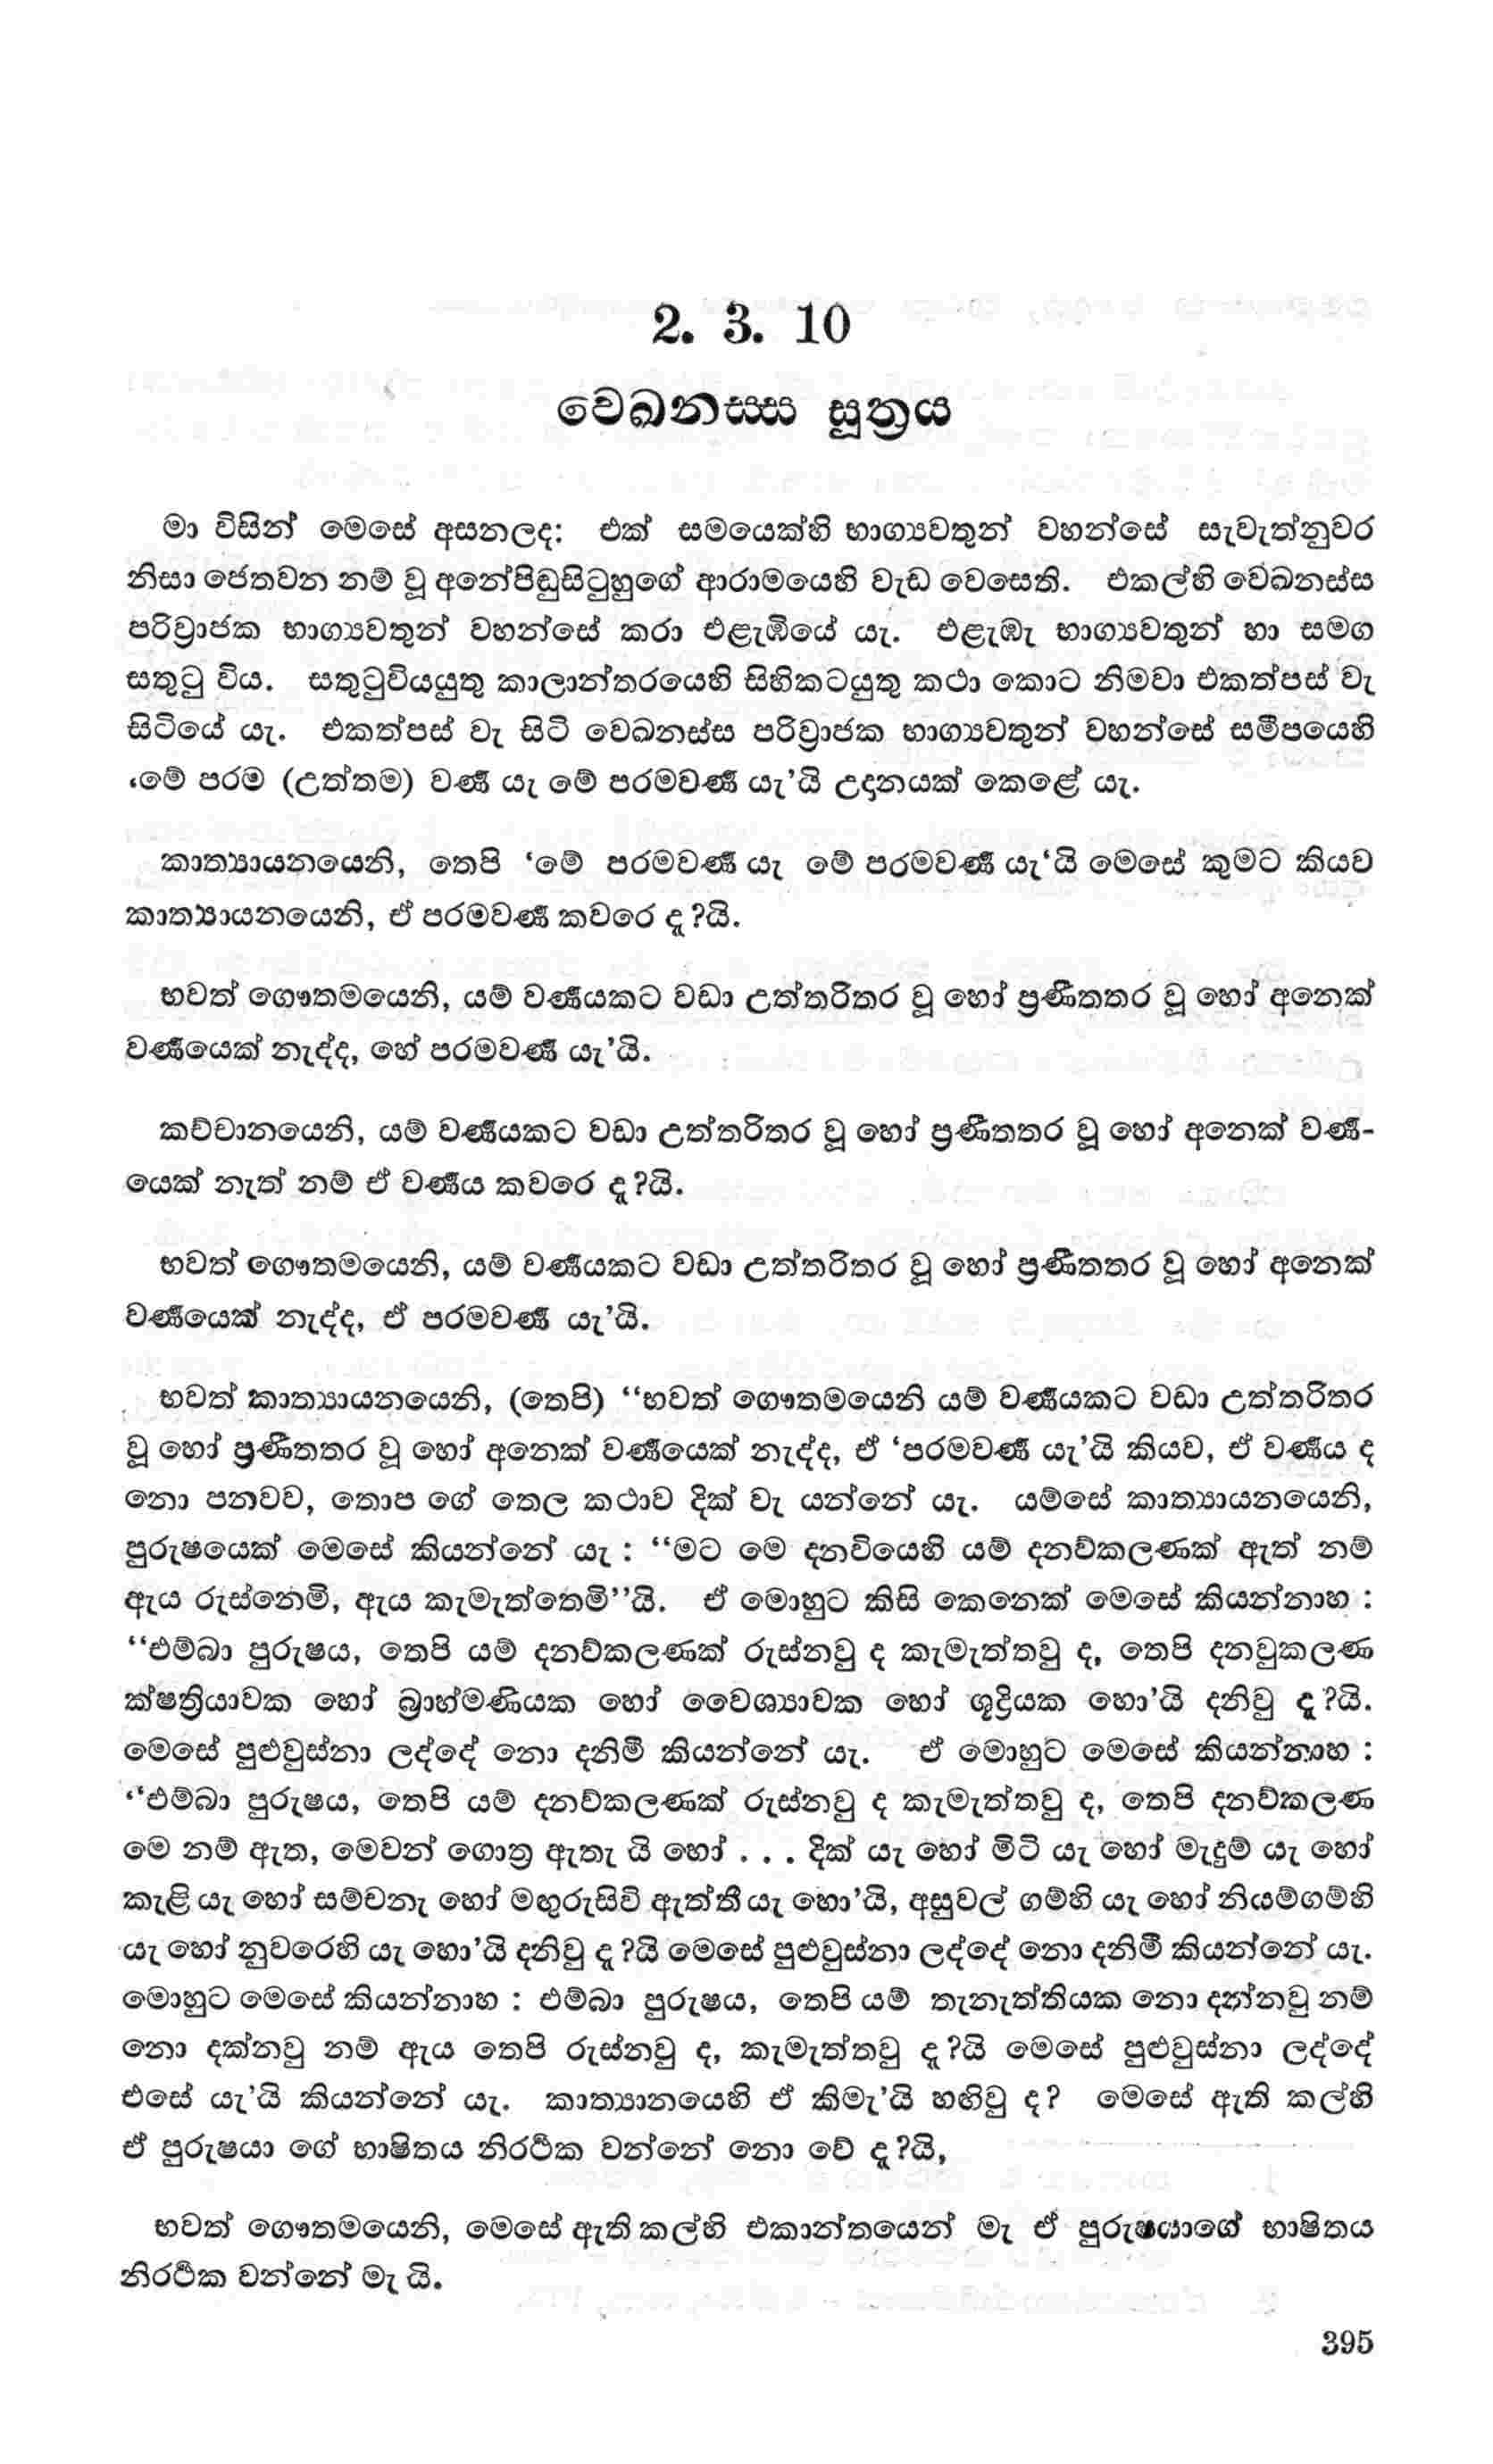 2. 3. 10
වෙඛනස්ස සූත්‍රය
මා විසින් මෙසේ අසනලද: එක් සමයෙක්හි භාග්‍යවතුන් වහන්සේ සැවැත්නුවර
නිසා ජෙතවන නම් වූ අනේපිඬුසිටුහුගේ ආරාමයෙහි වැඩ වෙසෙති. එකල්හි වෙඛනස්ස
පරිව්‍රාජක භාග්‍යවතුන් වහන්සේ කරා එළැඹියේ යැ. එළැඹැ භාග්‍යවතුන් හා සමග
සතුටු විය. සතුටුවියයුතු කාලාන්තරයෙහි සිහිකටයුතු කථා කොට නිමවා එකත්පස් වැ
සිටියේ යැ. එකත්පස් වැ සිටි වෙඛනස්ස පරිව්‍රාජක භාග්‍යවතුන් වහන්සේ සමීපයෙහි
‘මේ පරම (උත්තම) වර්‍ණ යැ මේ පරමවර්‍ණ යැ’යි උදානයක් කෙළේ යැ.
කාත්‍යායනයෙනි, තෙපි ‘මේ පරමවර්‍ණ යැ මේ පරමවර්‍ණ යැ‘යි මෙසේ කුමට කියව
කාත්‍යායනයෙනි, ඒ පරමවර්‍ණ කවරෙ දැ?යි.
භවත් ගෞතමයෙනි, යම් වර්‍ණයකට වඩා උත්තරිතර වූ හෝ ප්‍රණීතතර වූ හෝ අනෙක්
වර්‍ණයෙක් නැද්ද, හේ පරමවර්‍ණ යැ’යි.
කච්චානයෙනි, යම් වර්‍ණයකට වඩා උත්තරිතර වූ හෝ ප්‍රණීතතර වූ හෝ අනෙක් වර්‍ණ-
යෙක් නැත් නම් ඒ වර්‍ණය කවරෙ දැ?යි.
භවත් ගෞතමයෙනි, යම් වර්‍ණයකට වඩා උත්තරිතර වූ හෝ ප්‍රණීතතර වූ හෝ අනෙක්
වර්‍ණයෙක් නැද්ද, ඒ පරමවර්‍ණ යැ’යි.
භවත් කාත්‍යායනයෙනි, (තෙපි) “භවත් ගෞතමයෙනි යම් වර්‍ණයකට වඩා උත්තරිතර
වූ හෝ ප්‍රණීතතර වූ හෝ අනෙක් වර්‍ණයෙක් නැද්ද, ඒ ‘පරමවර්‍ණ යැ’යි කියව, ඒ වර්‍ණය ද
නො පනවව, තොප ගේ තෙල කථාව දික් වැ යන්නේ යැ. යම්සේ කාත්‍යායනයෙනි,
පුරුෂයෙක් මෙසේ කියන්නේ යැ : “මට මෙ දනවියෙහි යම් දනව්කලණක් ඇත් නම්
ඇය රුස්නෙමි, ඇය කැමැත්තෙමි”යි. ඒ මොහුට කිසි කෙනෙක් මෙසේ කියන්නාහ :
“එම්බා පුරුෂය, තෙපි යම් දනව්කලණක් රුස්නවු ද කැමැත්තවු ද, තෙපි දනවුකලණ
ක්ෂත්‍රියාවක හෝ බ්‍රාහ්මණියක හෝ වෛශ්‍යාවක හෝ ශූද්‍රියක හො’යි දනිවු දැ?යි.
මෙසේ පුළුවුස්නා ලද්දේ නො දනිමී කියන්නේ යැ. ඒ මොහුට මෙසේ කියන්නාහ :
“එම්බා පුරුෂය, තෙපි යම් දනව්කලණක් රුස්නවු ද කැමැත්තවු ද, තෙපි දනව්කලණ
මෙ නම් ඇත, මෙවන් ගොත්‍ර ඇතැ යි හෝ . . . දික් යැ හෝ මිටි යැ හෝ මැදුම් යැ හෝ
කැළි යැ හෝ සම්වනැ හෝ මඟුරුසිවි ඇත්තී යැ හො’යි, අසුවල් ගම්හි යැ හෝ නියම්ගම්හි
යැ හෝ නුවරෙහි යැ හො’යි දනිවු දැ?යි මෙසේ පුළුවුස්නා ලද්දේ නො දනිමී කියන්නේ යැ.
මොහුට මෙසේ කියන්නාහ : එම්බා පුරුෂය, තෙපි යම් තැනැත්තියක නො දන්නවු නම්
නො දක්නවු නම් ඇය තෙපි රුස්නවු ද, කැමැත්තවු දැ?යි මෙසේ පුළුවුස්නා ලද්දේ
එසේ යැ’යි කියන්නේ යැ. කාත්‍යානයෙහි ඒ කිමැ’යි හඟිවු ද? මෙසේ ඇති කල්හි
ඒ පුරුෂයා ගේ භාෂිතය නිරර්‍ථක වන්නේ නො වේ දැ?යි,
භවත් ගෞතමයෙනි, මෙසේ ඇති කල්හි එකාන්තයෙන් මැ ඒ පුරුෂයාගේ භාෂිතය
නිරර්‍ථක වන්නේ මැ යි.
395